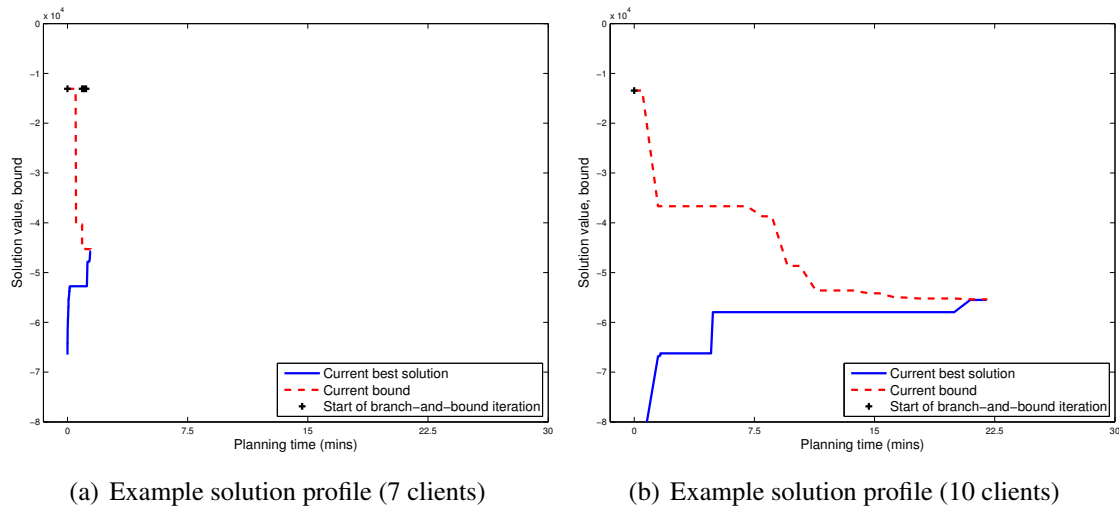 x 10⁴
0
−1
−2
−3
−4
−5
−6
−7
−8
Solution value, bound
0
7.5
15
22.5
30
Planning time (mins)
Current best solution
Current bound
Start of branch−and−bound iteration
(a) Example solution profile (7 clients)
x 10⁴
0
−1
−2
−3
−4
−5
−6
−7
−8
Solution value, bound
0
7.5
15
22.5
30
Planning time (mins)
Current best solution
Current bound
Start of branch−and−bound iteration
(b) Example solution profile (10 clients)